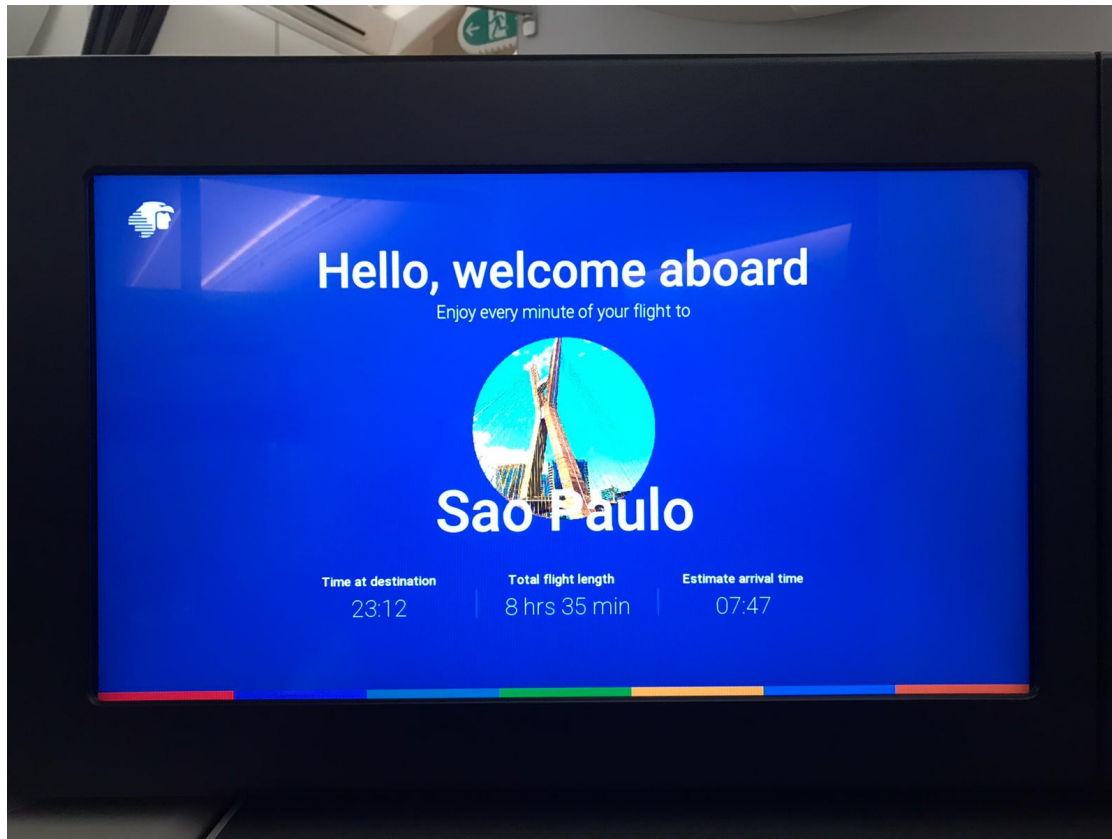 Hello, welcome aboard
Enjoy every minute of your flight to
Sao Paulo
Time at destination
23:12
Total flight length
8 hrs 35 min
Estimate arrival time
07:47